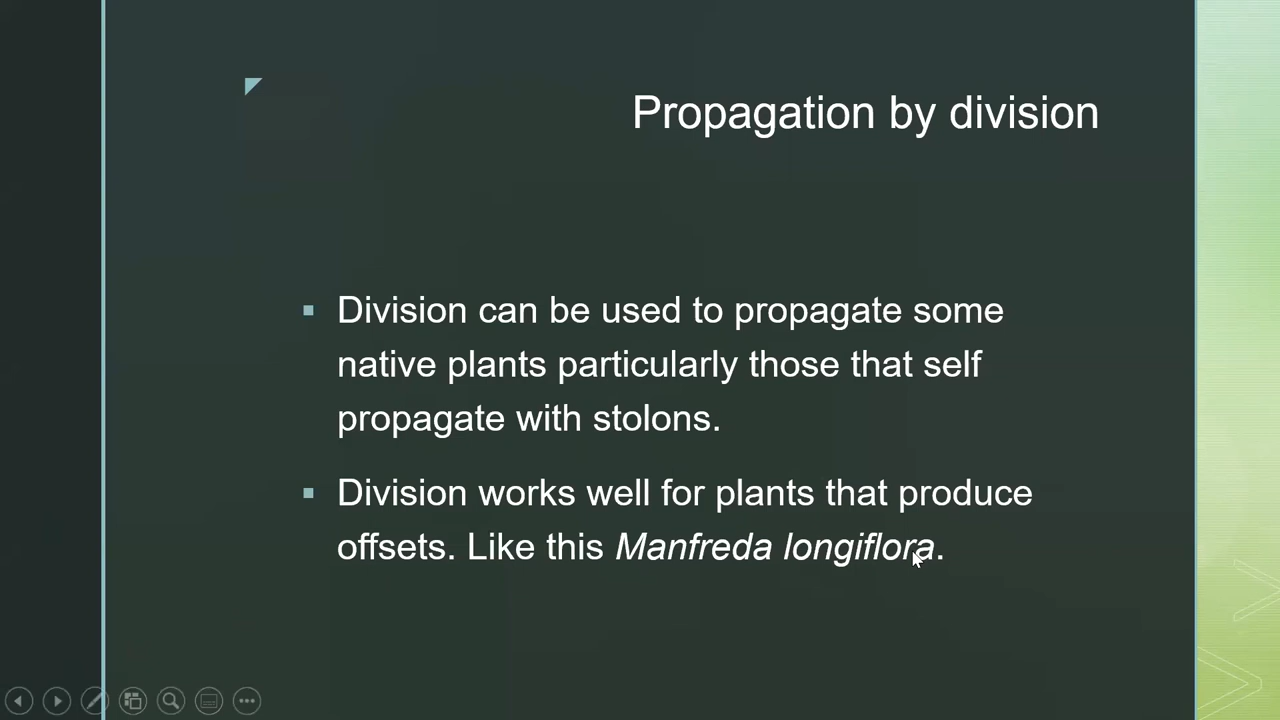 Propagation by division
Division can be used to propagate some
native plants particularly those that self
propagate with stolons.
Division works well for plants that produce
offsets. Like this Manfreda longiflora.